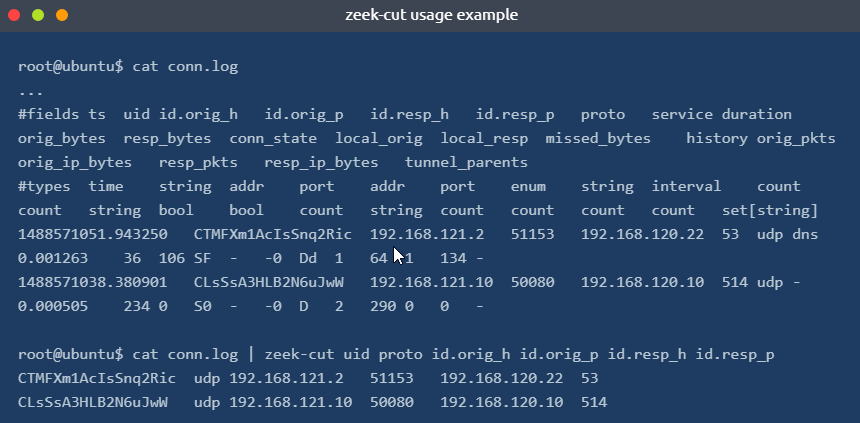 zeek-cut usage example
root@ubuntu$ cat conn.log
...
#fields ts uid id.orig_h id.orig_p id.resp_h id.resp_p proto service duration
orig_bytes resp_bytes conn_state local_orig local_resp missed_bytes history orig_pkts
orig_ip_bytes resp_pkts resp_ip_bytes tunnel_parents
#types time string addr port addr port enum string interval count
count string bool bool count string count count count count set[string]
1488571051.943250 CTMFXm1AcIsSnq2Ric 192.168.121.2 51153 192.168.120.22 53 udp dns
0.001263 36 106 SF - -0 Dd 1 64 1 134 -
1488571038.380901 CLsSsA3HLB2N6uJwW 192.168.121.10 50080 192.168.120.10 514 udp -
0.000505 234 0 S0 - -0 D 2 290 0 0 -
root@ubuntu$ cat conn.log | zeek-cut uid proto id.orig_h id.orig_p id.resp_h id.resp_p
CTMFXm1AcIsSnq2Ric udp 192.168.121.2 51153 192.168.120.22 53
CLsSsA3HLB2N6uJwW udp 192.168.121.10 50080 192.168.120.10 514